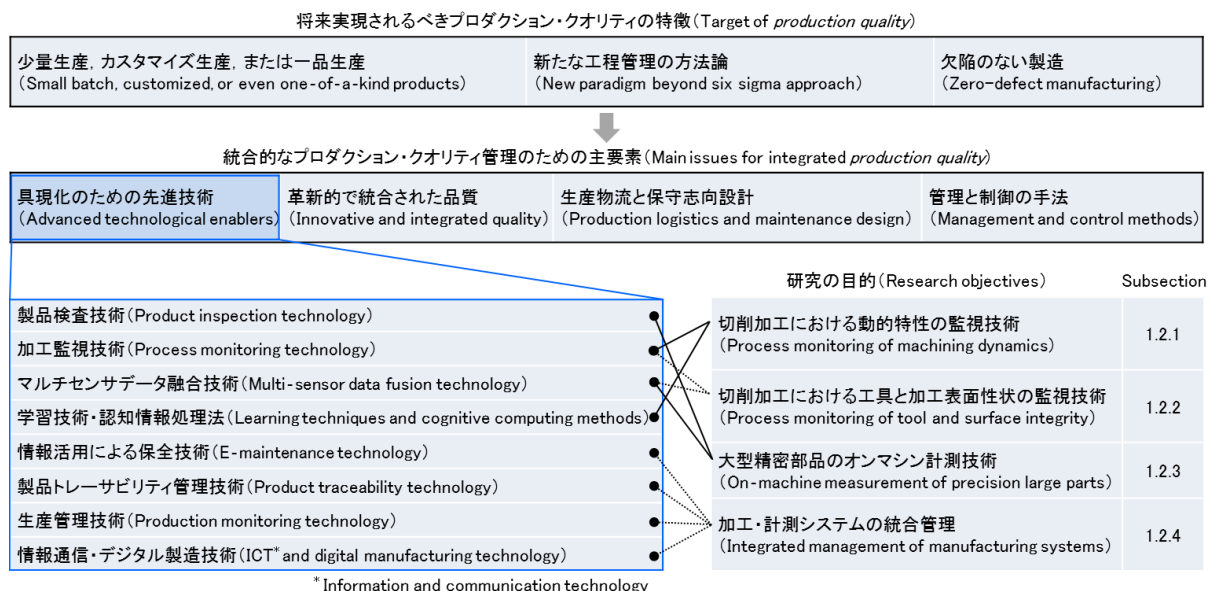 将来実現されるべきプロダクション・クオリティの特徴(Target of production quality)
少量生産, カスタマイズ生産, または一品生産
(Small batch, customized, or even one-of-a-kind products)
新たな工程管理の方法論
(New paradigm beyond six sigma approach)
欠陥のない製造
(Zero-defect manufacturing)
統合的なプロダクション・クオリティ管理のための主要素(Main issues for integrated production quality)
具現化のための先進技術
(Advanced technological enablers)
革新的で統合された品質
(Innovative and integrated quality)
生産物流と保守志向設計
(Production logistics and maintenance design)
管理と制御の手法
(Management and control methods)
製品検査技術(Product inspection technology)
加工監視技術(Process monitoring technology)
マルチセンサデータ融合技術(Multi-sensor data fusion technology)
学習技術・認知情報処理法(Learning techniques and cognitive computing methods)
情報活用による保全技術(E-maintenance technology)
製品トレーサビリティ管理技術(Product traceability technology)
生産管理技術(Production monitoring technology)
情報通信・デジタル製造技術(ICT* and digital manufacturing technology)
*Information and communication technology
研究の目的(Research objectives)
Subsection
切削加工における動的特性の監視技術
(Process monitoring of machining dynamics)
1.2.1
切削加工における工具と加工表面性状の監視技術
(Process monitoring of tool and surface integrity)
1.2.2
大型精密部品のオンマシン計測技術
(On-machine measurement of precision large parts)
1.2.3
加工・計測システムの統合管理
(Integrated management of manufacturing systems)
1.2.4